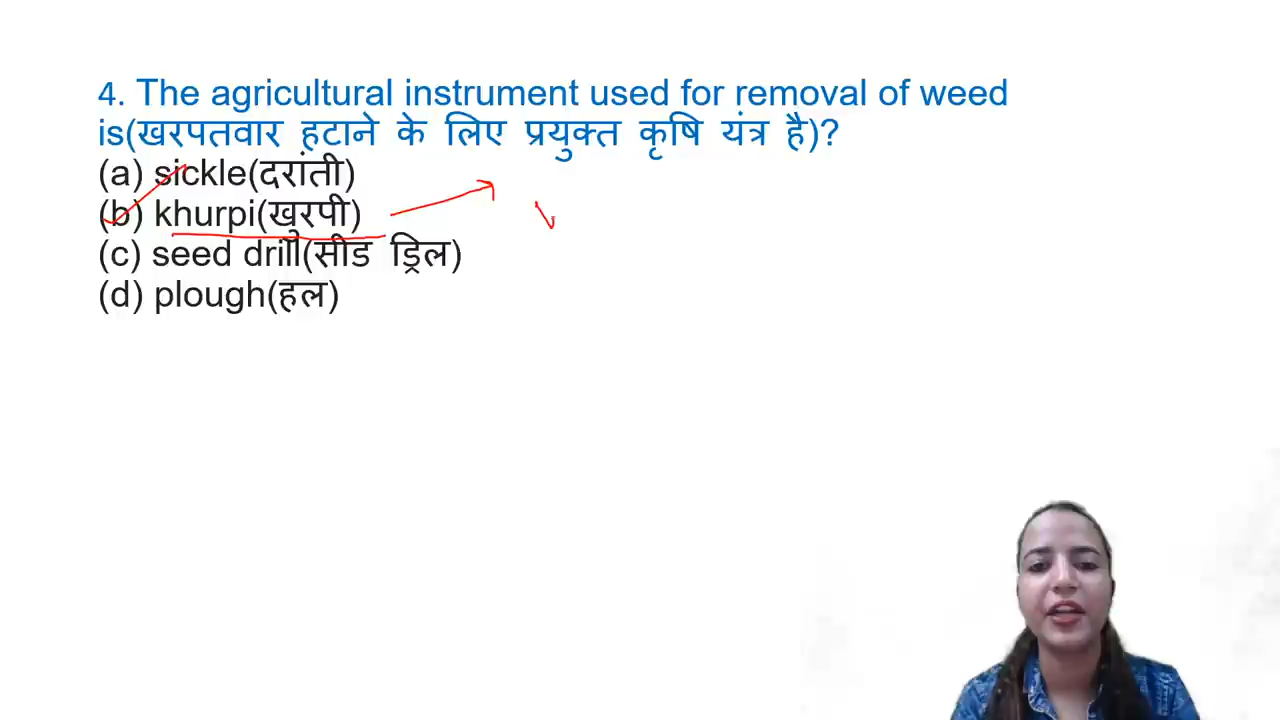 4. The agricultural instrument used for removal of weed
is(खरपतवार हटाने के लिए प्रयुक्त कृषि यंत्र है)?
(a) sickle(दरांती)
(b) khurpi(खुरपी)
(c) seed drill(सीड ड्रिल)
(d) plough(हल)